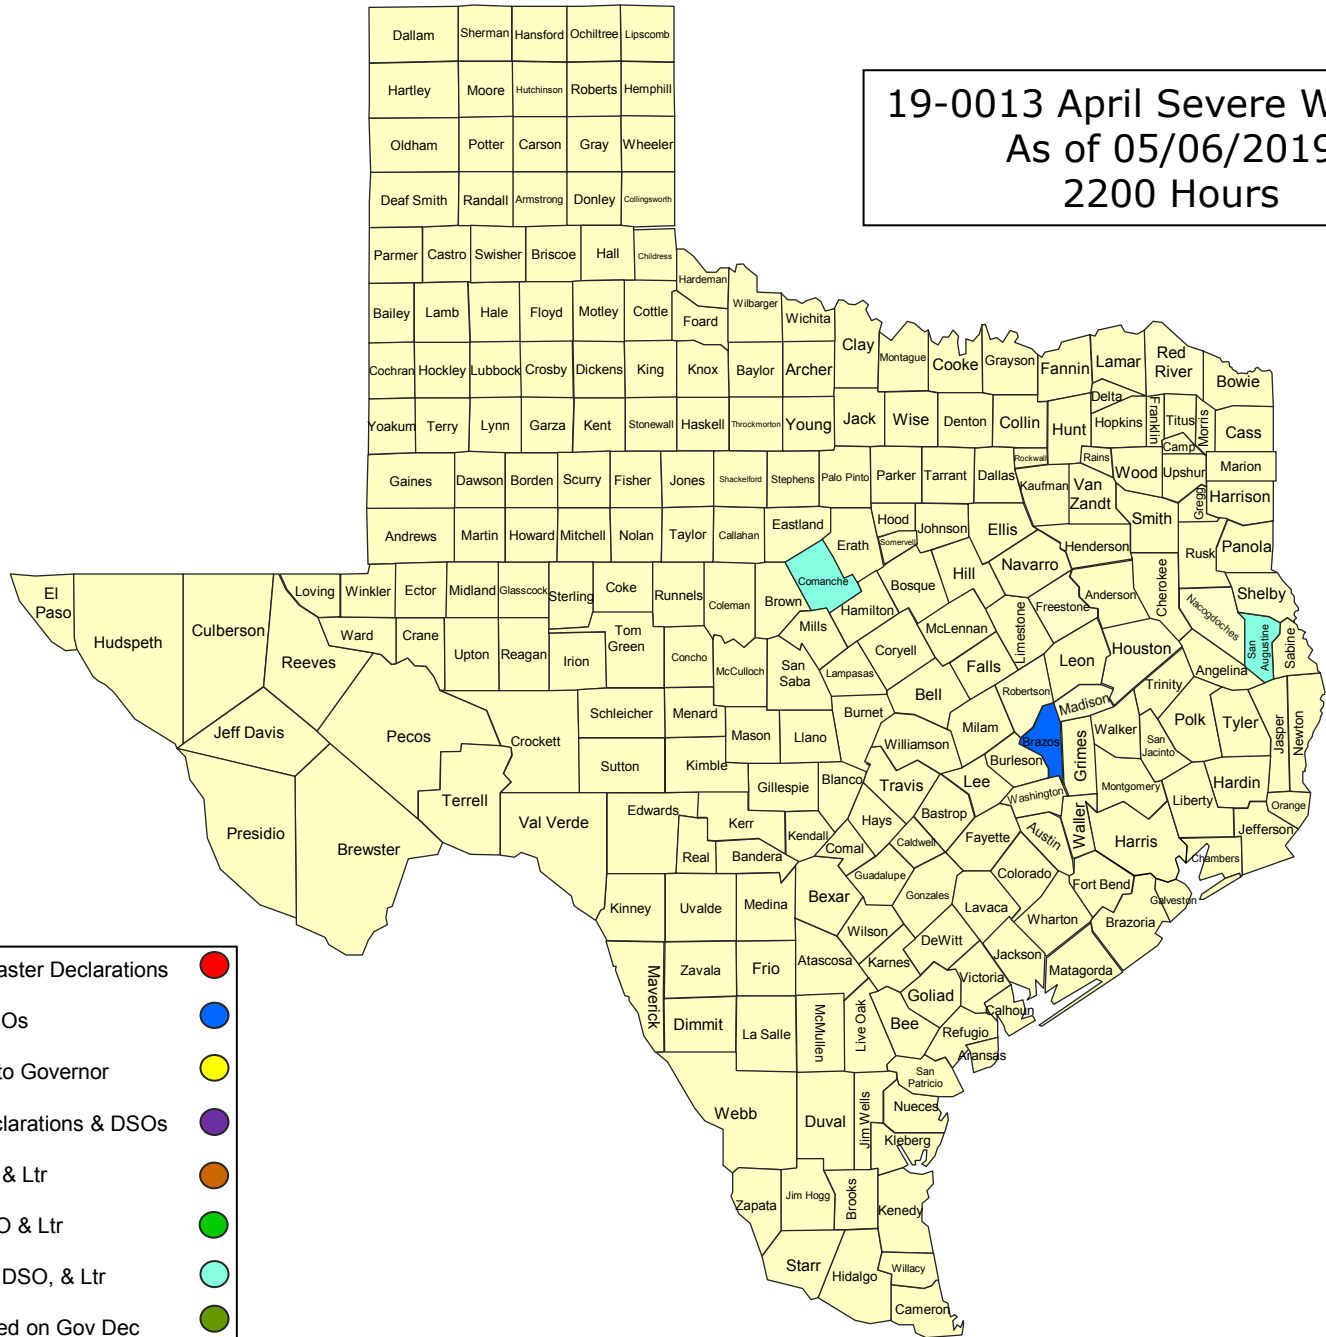 Dallam Sherman Hansford Ochiltree Lipscomb
Hartley Moore Hutchinson Roberts Hemphill
19-0013 April Severe W
As of 05/06/2019
2200 Hours
Oldham Potter Carson Gray Wheeler
Deaf Smith Randall Armstrong Donley Collingsworth
Parmer Castro Swisher Briscoe Hall Childress
Hardeman
Bailey Lamb Hale Floyd Motley Cottle Foard Wilbarger Wichita
Clay Montague Cooke Grayson Fannin Lamar Red River Bowie
Cochran Hockley Lubbock Crosby Dickens King Knox Baylor Archer
Delta
Yoakum Terry Lynn Garza Kent Stonewall Haskell Throckmorton Young Jack Wise Denton Collin Hunt Hopkins Franklin Titus Morris Cass
Camp
Rockwall Rains Wood Upshur Marion
Gaines Dawson Borden Scurry Fisher Jones Shackelford Stephens Palo Pinto Parker Tarrant Dallas Kaufman Van Zandt Gregg Harrison
Andrews Martin Howard Mitchell Nolan Taylor Callahan Eastland Erath Hood Somervell Johnson Ellis Henderson Smith Rusk Panola
El Paso Hudspeth Culberson Reeves Loving Winkler Ector Midland Glasscock Sterling Coke Runnels Coleman Brown Comanche Hamilton Bosque Hill Navarro Freestone Anderson Cherokee Nacogdoches Shelby
Ward Crane Upton Reagan Irion Tom Green Concho McCulloch San Saba Mills Lampasas Coryell McLennan Limestone Falls Leon Houston Angelina San Augustine Sabine
Jeff Davis Pecos Crockett Schleicher Menard Mason Llano Burnet Bell Milam Robertson Brazos Madison Trinity Walker San Jacinto Polk Tyler Jasper Newton
Sutton Kimble Gillespie Blanco Williamson Travis Lee Burleson Washington Grimes Montgomery Liberty Hardin Orange
Presidio Brewster Terrell Val Verde Edwards Kerr Real Bandera Kendall Comal Hays Caldwell Bastrop Fayette Austin Waller Harris Jefferson Chambers
Kinney Uvalde Medina Bexar Guadalupe Gonzales Lavaca Colorado Wharton Fort Bend Brazoria Galveston
Maverick Zavala Frio Atascosa Wilson Karnes DeWitt Victoria Jackson Matagorda
Dimmit La Salle McMullen Live Oak Bee Goliad Refugio Calhoun Aransas
San Patricio
Webb Duval Jim Wells Nueces
Kleberg
Zapata Jim Hogg Brooks Kenedy
Starr Hidalgo Willacy
Cameron
aster Declarations
Os
to Governor
clarations & DSOs
& Ltr
O & Ltr
DSO, & Ltr
ed on Gov Dec